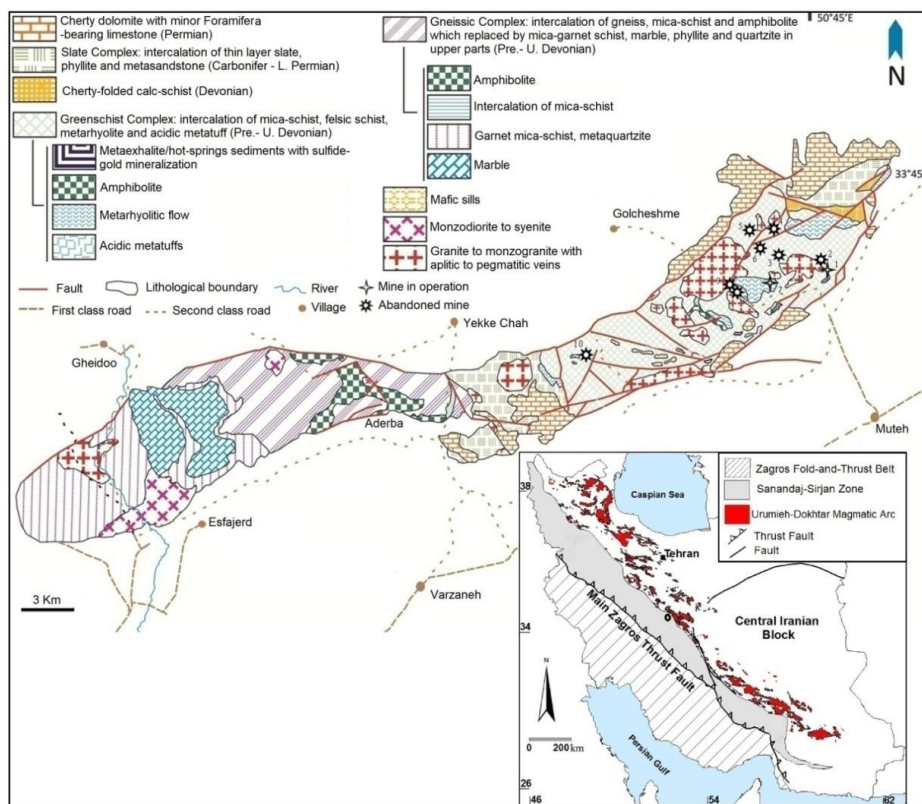 Cherty dolomite with minor Foramifera
-bearing limestone (Permian)
Slate Complex: intercalation of thin layer slate,
phyllite and metasandstone (Carbonifer - L. Permian)
Cherty-folded calc-schist (Devonian)
Greenschist Complex: intercalation of mica-schist, felsic schist,
metarhyolite and acidic metatuff (Pre.- U. Devonian)
Metaexhalite/hot-springs sediments with sulfide-
gold mineralization
Amphibolite
Metarhyolitic flow
Acidic metatuffs
Gneissic Complex: intercalation of gneiss, mica-schist and amphibolite
which replaced by mica-garnet schist, marble, phyllite and quartzite in
upper parts (Pre.- U. Devonian)
Amphibolite
Intercalation of mica-schist
Garnet mica-schist, metaquartzite
Marble
Mafic sills
Monzodiorite to syenite
Granite to monzogranite with
aplitic to pegmatitic veins
Fault
Lithological boundary
River
Mine in operation
Village
Abandoned mine
First class road
Second class road
50°45′E
N
33°45
Golcheshme
Yekke Chah
Gheidoo
Aderba
Muteh
Esfajerd
Varzaneh
10
3 Km
Zagros Fold-and-Thrust Belt
Sanandaj-Sirjan Zone
Urumieh-Dokhtar Magmatic Arc
Thrust Fault
Fault
38
Caspian Sea
Tehran
34
Main Zagros Thrust Fault
Central Iranian
Block
N
0 200 km
Persian Gulf
26
46
54
62